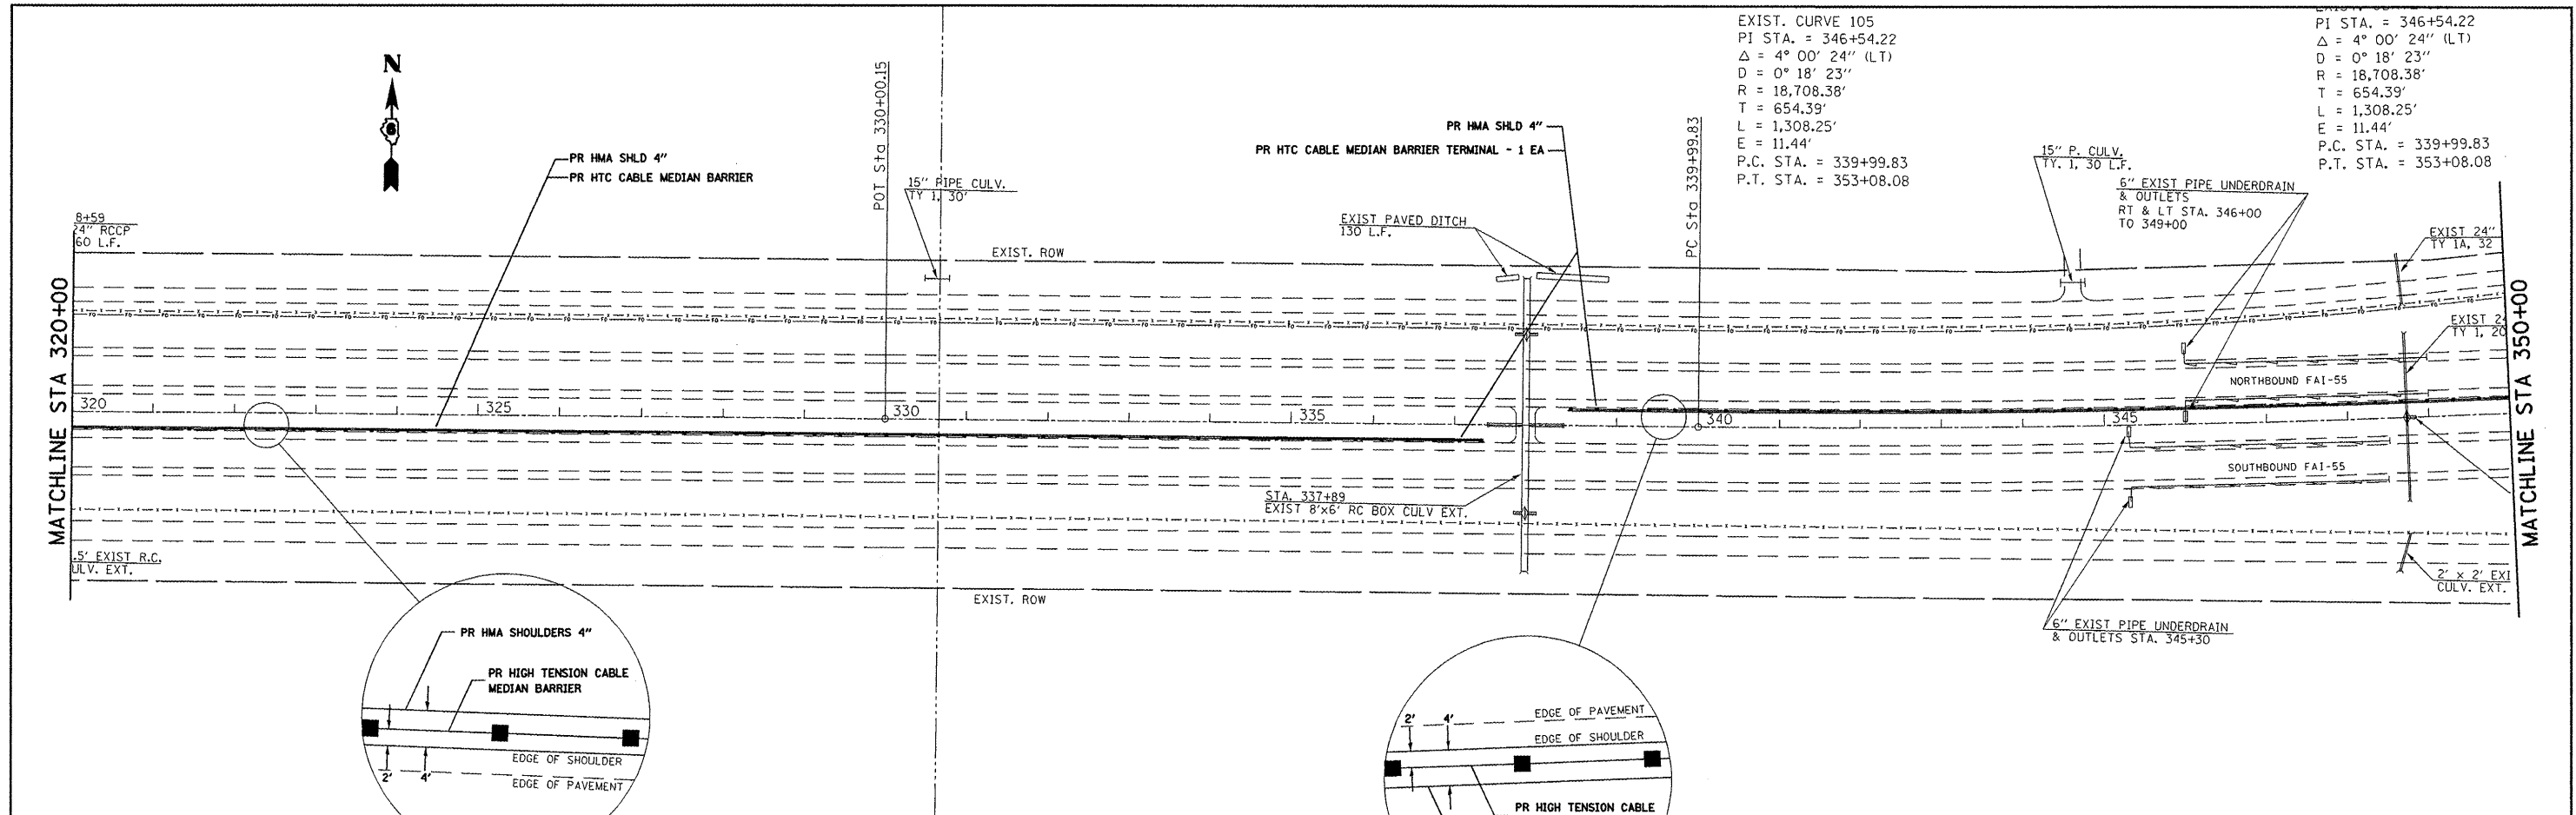 EXIST. CURVE 105
PI STA. = 346+54.22
Δ = 4° 00' 24" (LT)
D = 0° 18' 23"
R = 18,708.38'
T = 654.39'
L = 1,308.25'
E = 11.44'
P.C. STA. = 339+99.83
P.T. STA. = 353+08.08
PI STA. = 346+54.22
Δ = 4° 00' 24" (LT)
D = 0° 18' 23"
R = 18,708.38'
T = 654.39'
L = 1,308.25'
E = 11.44'
P.C. STA. = 339+99.83
P.T. STA. = 353+08.08
N
6
PR HMA SHLD 4"
PR HTC CABLE MEDIAN BARRIER
POT Sta 330+00.15
15" PIPE CULV.
TY 1, 30'
PR HMA SHLD 4"
PR HTC CABLE MEDIAN BARRIER TERMINAL - 1 EA
PC Sta 339+99.83
15" P. CULV.
TY. 1, 30 L.F.
6" EXIST PIPE UNDERDRAIN
& OUTLETS
RT & LT STA. 346+00
TO 349+00
8+59
24" RCCP
60 L.F.
EXIST. ROW
EXIST PAVED DITCH
130 L.F.
EXIST 24"
TY 1A, 32
EXIST 24
TY 1, 20
MATCHLINE STA 320+00
MATCHLINE STA 350+00
320
325
330
335
340
345
NORTHBOUND FAI-55
SOUTHBOUND FAI-55
STA. 337+89
EXIST 8'x6' RC BOX CULV EXT.
.5' EXIST R.C.
ULV. EXT.
EXIST. ROW
2' x 2' EXI
CULV. EXT.
6" EXIST PIPE UNDERDRAIN
& OUTLETS STA. 345+30
PR HMA SHOULDERS 4"
PR HIGH TENSION CABLE
MEDIAN BARRIER
EDGE OF SHOULDER
EDGE OF PAVEMENT
2'
4'
2'
4'
EDGE OF PAVEMENT
EDGE OF SHOULDER
PR HIGH TENSION CABLE